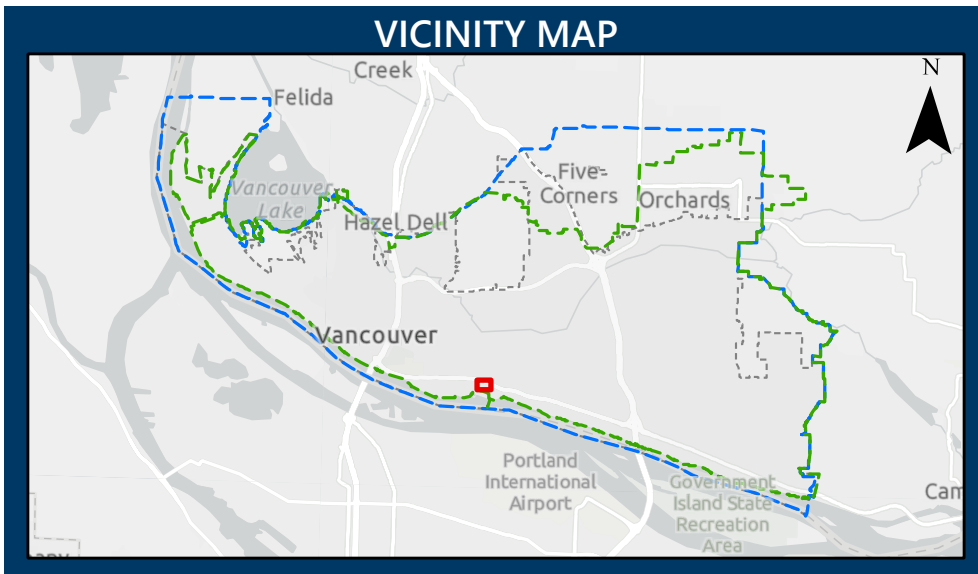 VICINITY MAP
N
Creek
Felida
Five
Corners
Vancouver
Lake
Orchards
Hazel Dell
Vancouver
Portland
International
Airport
Government
Island State
Recreation
Area
Cam